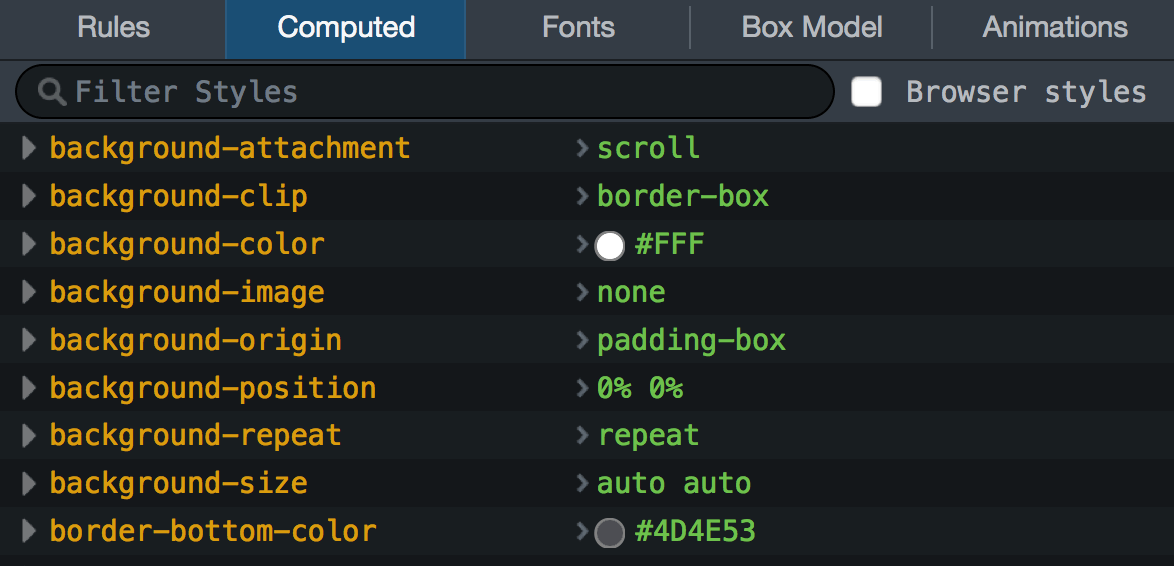 Rules Computed Fonts Box Model Animations
Filter Styles Browser styles
background-attachment scroll
background-clip border-box
background-color #FFF
background-image none
background-origin padding-box
background-position 0% 0%
background-repeat repeat
background-size auto auto
border-bottom-color #4D4E53